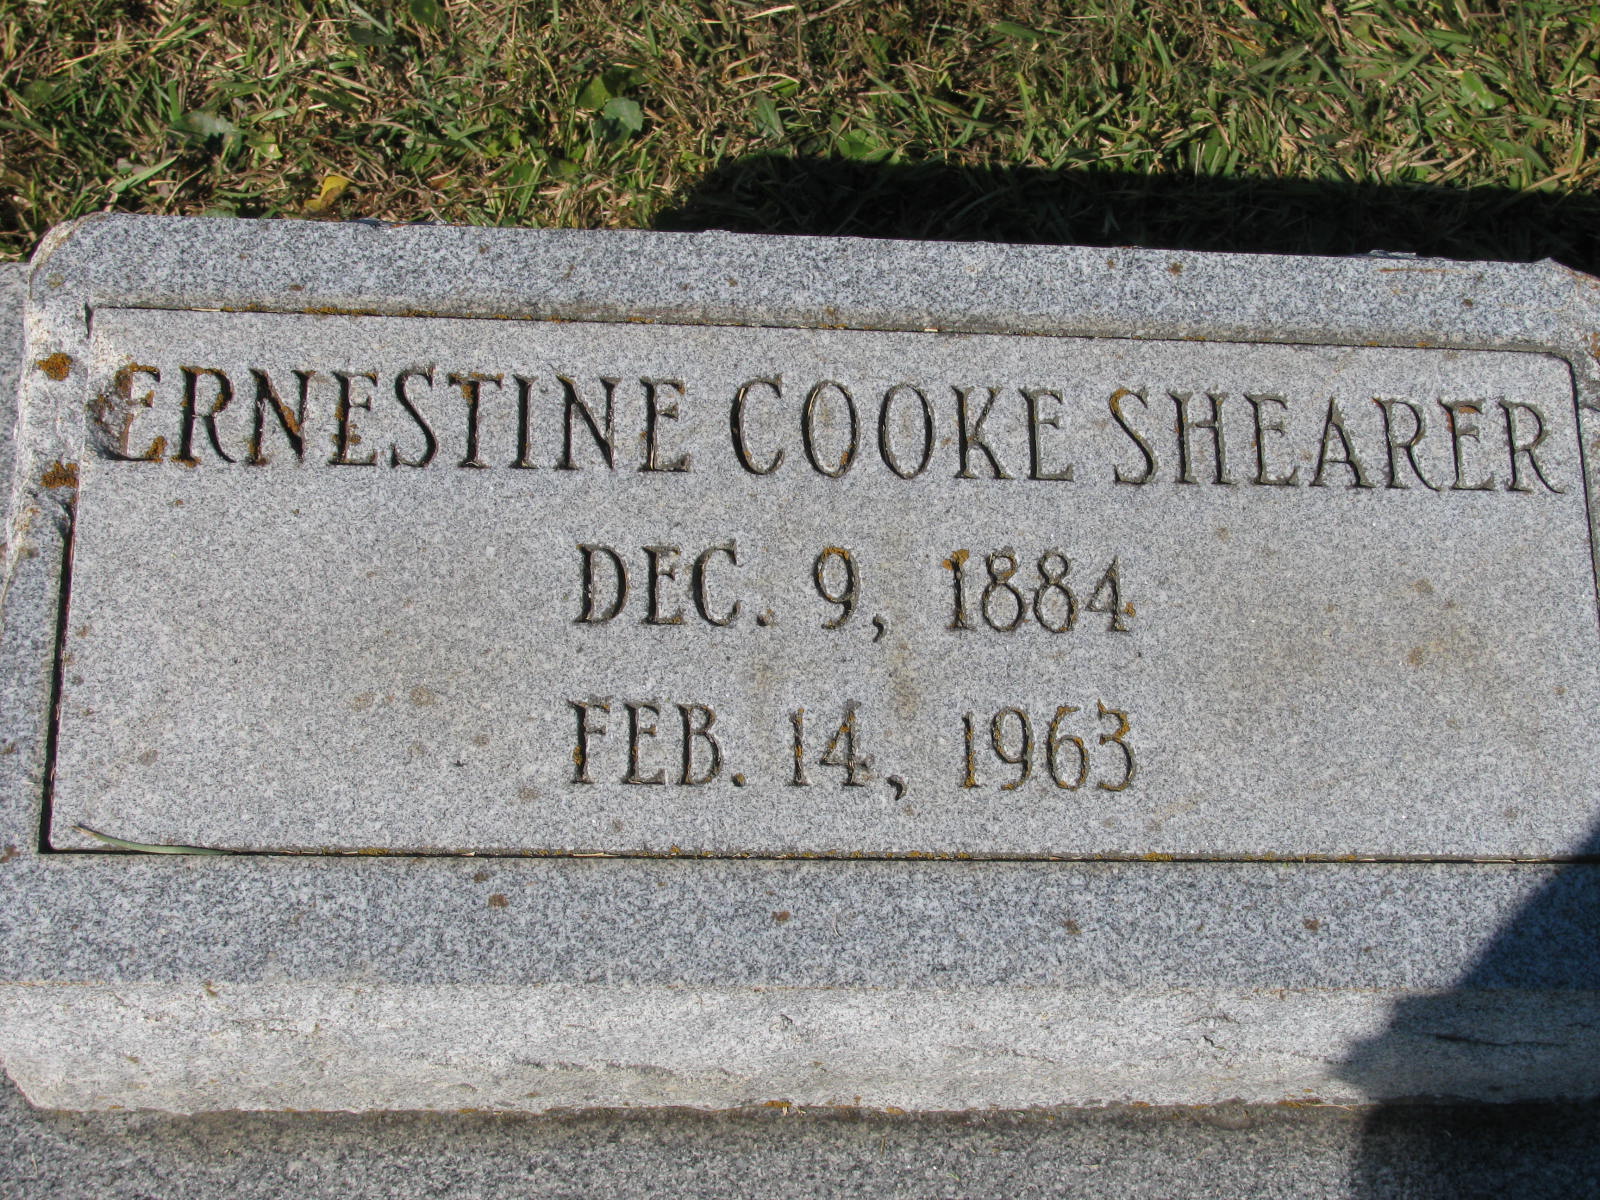 ERNESTINE COOKE SHEARER
DEC. 9, 1884
FEB. 14, 1963